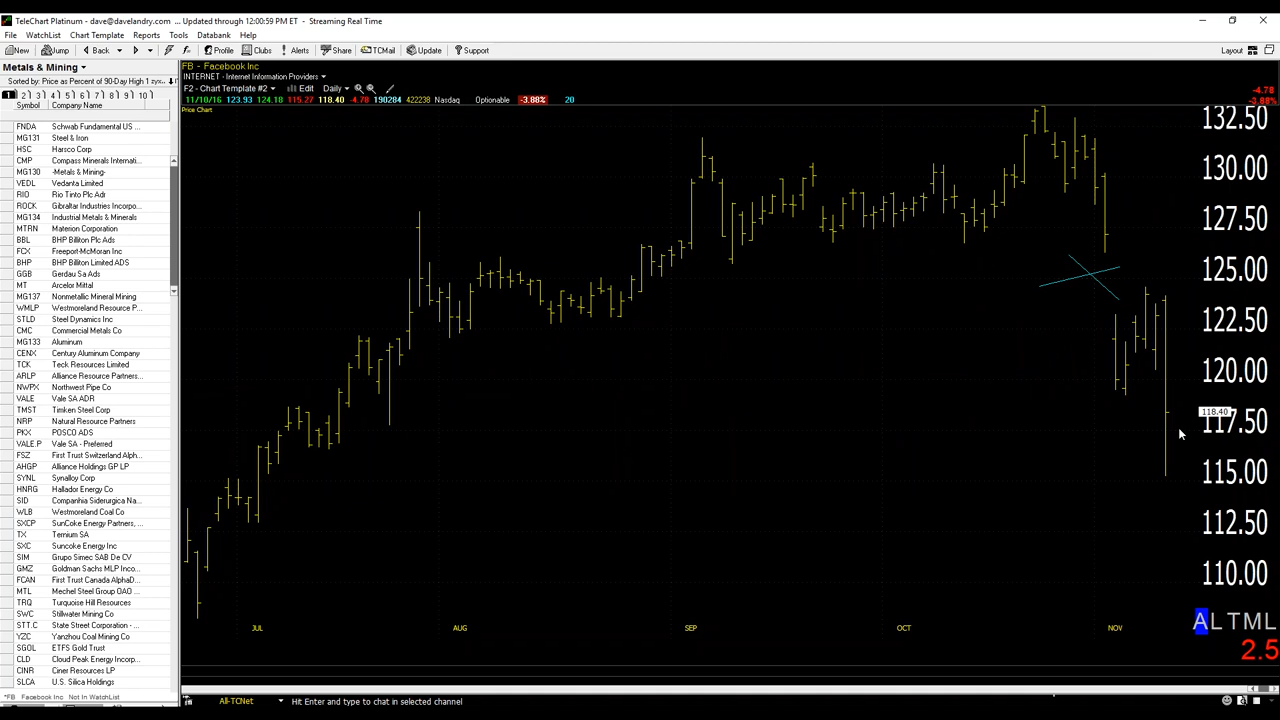 TeleChart Platinum - dave@davelandry.com ... Updated through 12:00:59 PM ET - Streaming Real Time
File WatchList Chart Template Reports Tools Databank Help
New Jump Back Profile Clubs Alerts Share TCMail Update Support Layout
Metals & Mining
Sorted by: Price as Percent of 90-Day High 1
1 2 3 4 5 6 7 8 9 10
Symbol Company Name
FNDA Schwab Fundamental US ...
MG131 Steel & Iron
HSC Harsco Corp
CMP Compass Minerals Internati...
MG130 -Metals & Mining-
VEDL Vedanta Limited
RIO Rio Tinto Plc Adr
ROCK Gibraltar Industries Incorpo...
MG134 Industrial Metals & Minerals
MTRN Materion Corporation
BBL BHP Billiton Plc Ads
FCX Freeport-McMoran Inc
BHP BHP Billiton Limited ADS
GGB Gerdau Sa Ads
MT Arcelor Mittal
MG137 Nonmetallic Mineral Mining
WMLP Westmoreland Resource P...
STLD Steel Dynamics Inc
CMC Commercial Metals Co
MG133 Aluminum
CENX Century Aluminum Company
TCK Teck Resources Limited
ARLP Alliance Resource Partners...
NWPX Northwest Pipe Co
VALE Vale SA ADR
TMST Timken Steel Corp
NRP Natural Resource Partners
PKX POSCO ADS
VALE.P Vale SA - Preferred
FSZ First Trust Switzerland Alph...
AHGP Alliance Holdings GP LP
SYNL Synalloy Corp
HNRG Hallador Energy Co
SID Companhia Siderurgica Na...
WLB Westmoreland Coal Co
SXCP SunCoke Energy Partners, ...
TX Ternium SA
SXC Suncoke Energy Inc
SIM Grupo Simec SAB De CV
GMZ Goldman Sachs MLP Inco...
FCAN First Trust Canada AlphaD...
MTL Mechel Steel Group OAO ...
TRQ Turquoise Hill Resources
SWC Stillwater Mining Co
STT.C State Street Corporation - ...
YZC Yanzhou Coal Mining Co
SGOL ETFS Gold Trust
CLD Cloud Peak Energy Incorp...
CINR Ciner Resources LP
SLCA U.S. Silica Holdings
*FB Facebook Inc Not In WatchList
FB - Facebook Inc
INTERNET - Internet Information Providers
F2 - Chart Template #2 Edit Daily
11/10/16 123.93 124.18 115.27 118.40 -4.78 190284 422238 Nasdaq Optionable -3.88% 20
-4.78
-3.88%
Price Chart
132.50
130.00
127.50
125.00
122.50
120.00
118.40
117.50
115.00
112.50
110.00
ALTML
2.5
JUL AUG SEP OCT NOV
All-TCNet Hit Enter and type to chat in selected channel